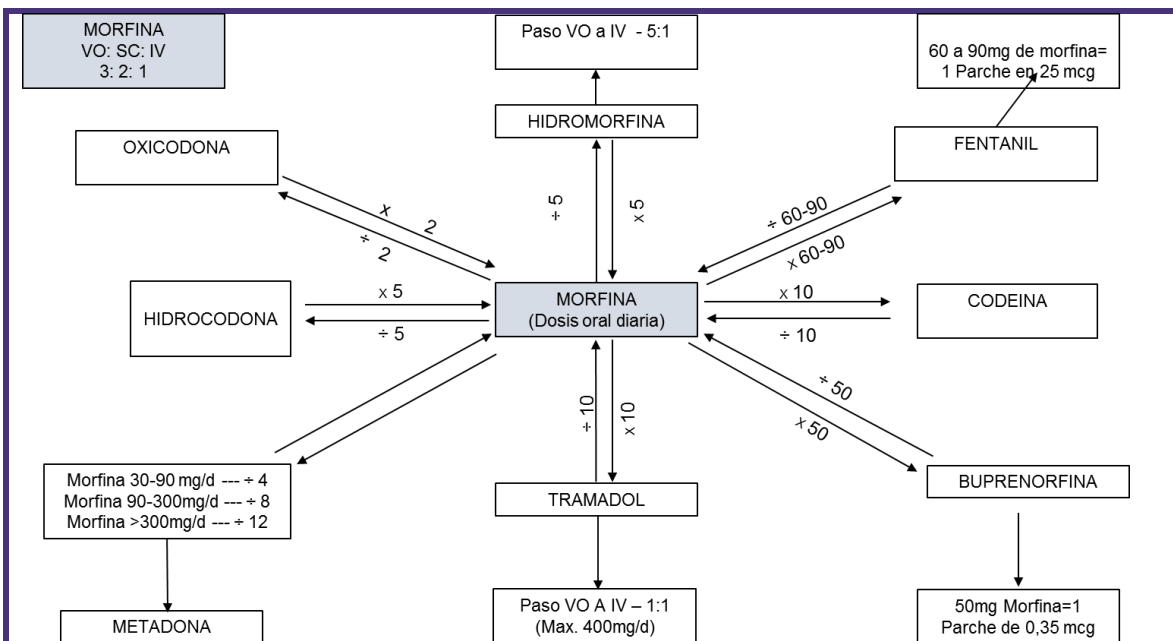 MORFINA
VO: SC: IV
3: 2: 1
Paso VO a IV - 5:1
60 a 90mg de morfina=
1 Parche en 25 mcg
HIDROMORFINA
OXICODONA
FENTANIL
x 2
÷ 2
÷ 5
x 5
÷ 60-90
x 60-90
HIDROCODONA
x 5
÷ 5
MORFINA
(Dosis oral diaria)
x 10
÷ 10
CODEINA
÷ 10
x 10
÷ 50
x 50
Morfina 30-90 mg/d --- ÷ 4
Morfina 90-300mg/d --- ÷ 8
Morfina >300mg/d --- ÷ 12
TRAMADOL
BUPRENORFINA
METADONA
Paso VO A IV – 1:1
(Max. 400mg/d)
50mg Morfina=1
Parche de 0,35 mcg